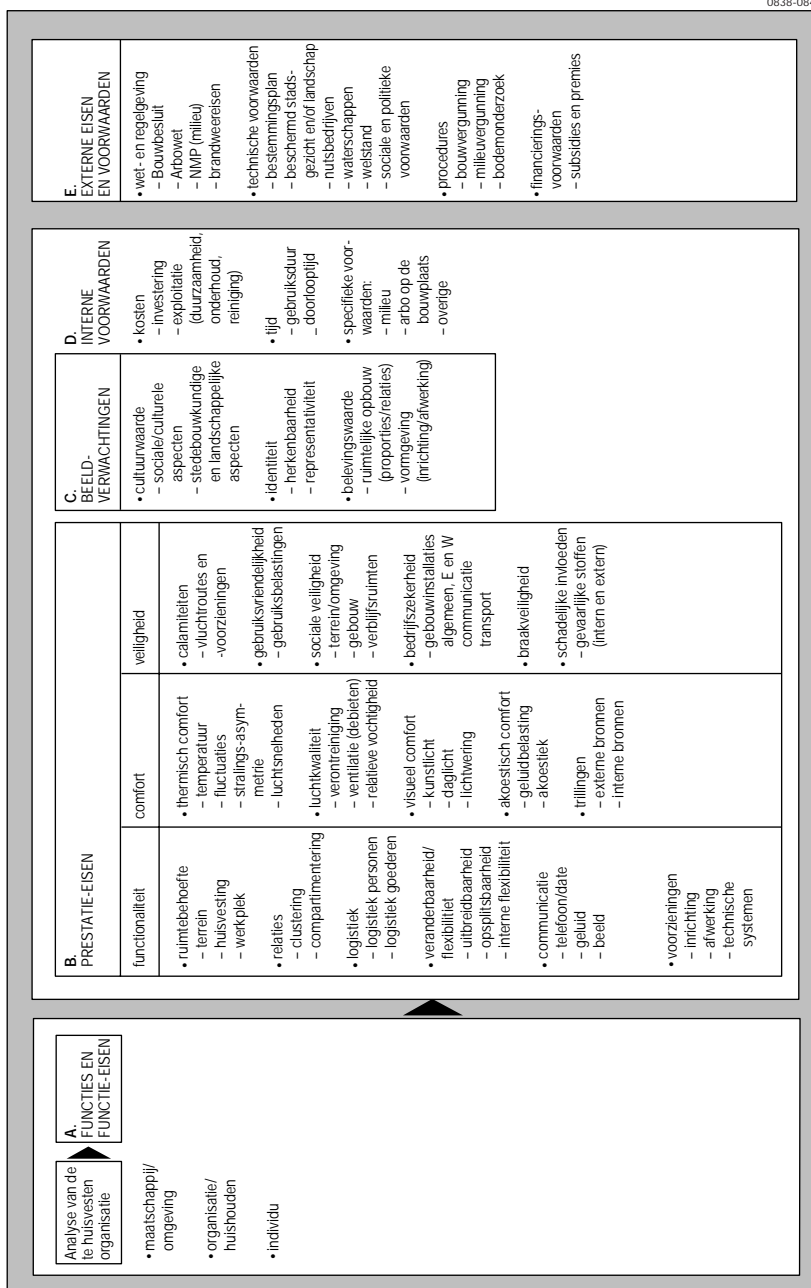 0838-084
Analyse van de
te huisvesten
organisatie
A.
FUNCTIES EN
FUNCTIE-EISEN
• maatschappij/
omgeving
• organisatie/
huishouden
• individu
B.
PRESTATIE-EISEN
functionaliteit
• ruimtebehoefte
– terrein
– huisvesting
– werkplek
• relaties
– clustering
– compartimentering
• logistiek
– logistiek personen
– logistiek goederen
• veranderbaarheid/
flexibilitiet
– uitbreidbaarheid
– opsplitsbaarheid
– interne flexibiliteit
• communicatie
– telefoon/date
– geluid
– beeld
• voorzieningen
– inrichting
– afwerking
– technische
systemen
comfort
• thermisch comfort
– temperatuur
– fluctuaties
– stralings-asym-
metrie
– luchtsnelheden
• luchtkwaliteit
– verontreiniging
– ventilatie (debieten)
– relatieve vochtigheid
• visueel comfort
– kunstlicht
– daglicht
– lichtwering
• akoestisch comfort
– geluidbelasting
– akoestiek
• trillingen
– externe bronnen
– interne bronnen
veiligheid
• calamiteiten
– vluchtroutes en
-voorzieningen
• gebruiksvriendelijkheid
– gebruiksbelastingen
• sociale veiligheid
– terrein/omgeving
– gebouw
– verblijfsruimten
• bedrijfszekerheid
– gebouwinstallaties
algemeen, E en W
communicatie
transport
• braakveiligheid
• schadelijke invloeden
– gevaarlijke stoffen
(intern en extern)
C.
BEELD-
VERWACHTINGEN
• cultuurwaarde
– sociale/culturele
aspecten
– stedebouwkundige
en landschappelijke
aspecten
• identiteit
– herkenbaarheid
– representativiteit
• belevingswaarde
– ruimtelijke opbouw
(proporties/relaties)
– vormgeving
(inrichting/afwerking)
D.
INTERNE
VOORWAARDEN
• kosten
– investering
– exploitatie
(duurzaamheid,
onderhoud,
reiniging)
• tijd
– gebruiksduur
– doorlooptijd
• specifieke voor-
waarden:
– milieu
– arbo op de
bouwplaats
– overige
E.
EXTERNE EISEN
EN VOORWAARDEN
• wet- en regelgeving
– Bouwbesluit
– Arbowet
– NMP (milieu)
– brandweereisen
• technische voorwaarden
– bestemmingsplan
– beschermd stads-
gezicht en/of landschap
– nutsbedrijven
– waterschappen
– welstand
– sociale en politieke
voorwaarden
• procedures
– bouwvergunning
– milieuvergunning
– bodemonderzoek
• financierings-
voorwaarden
– subsidies en premies